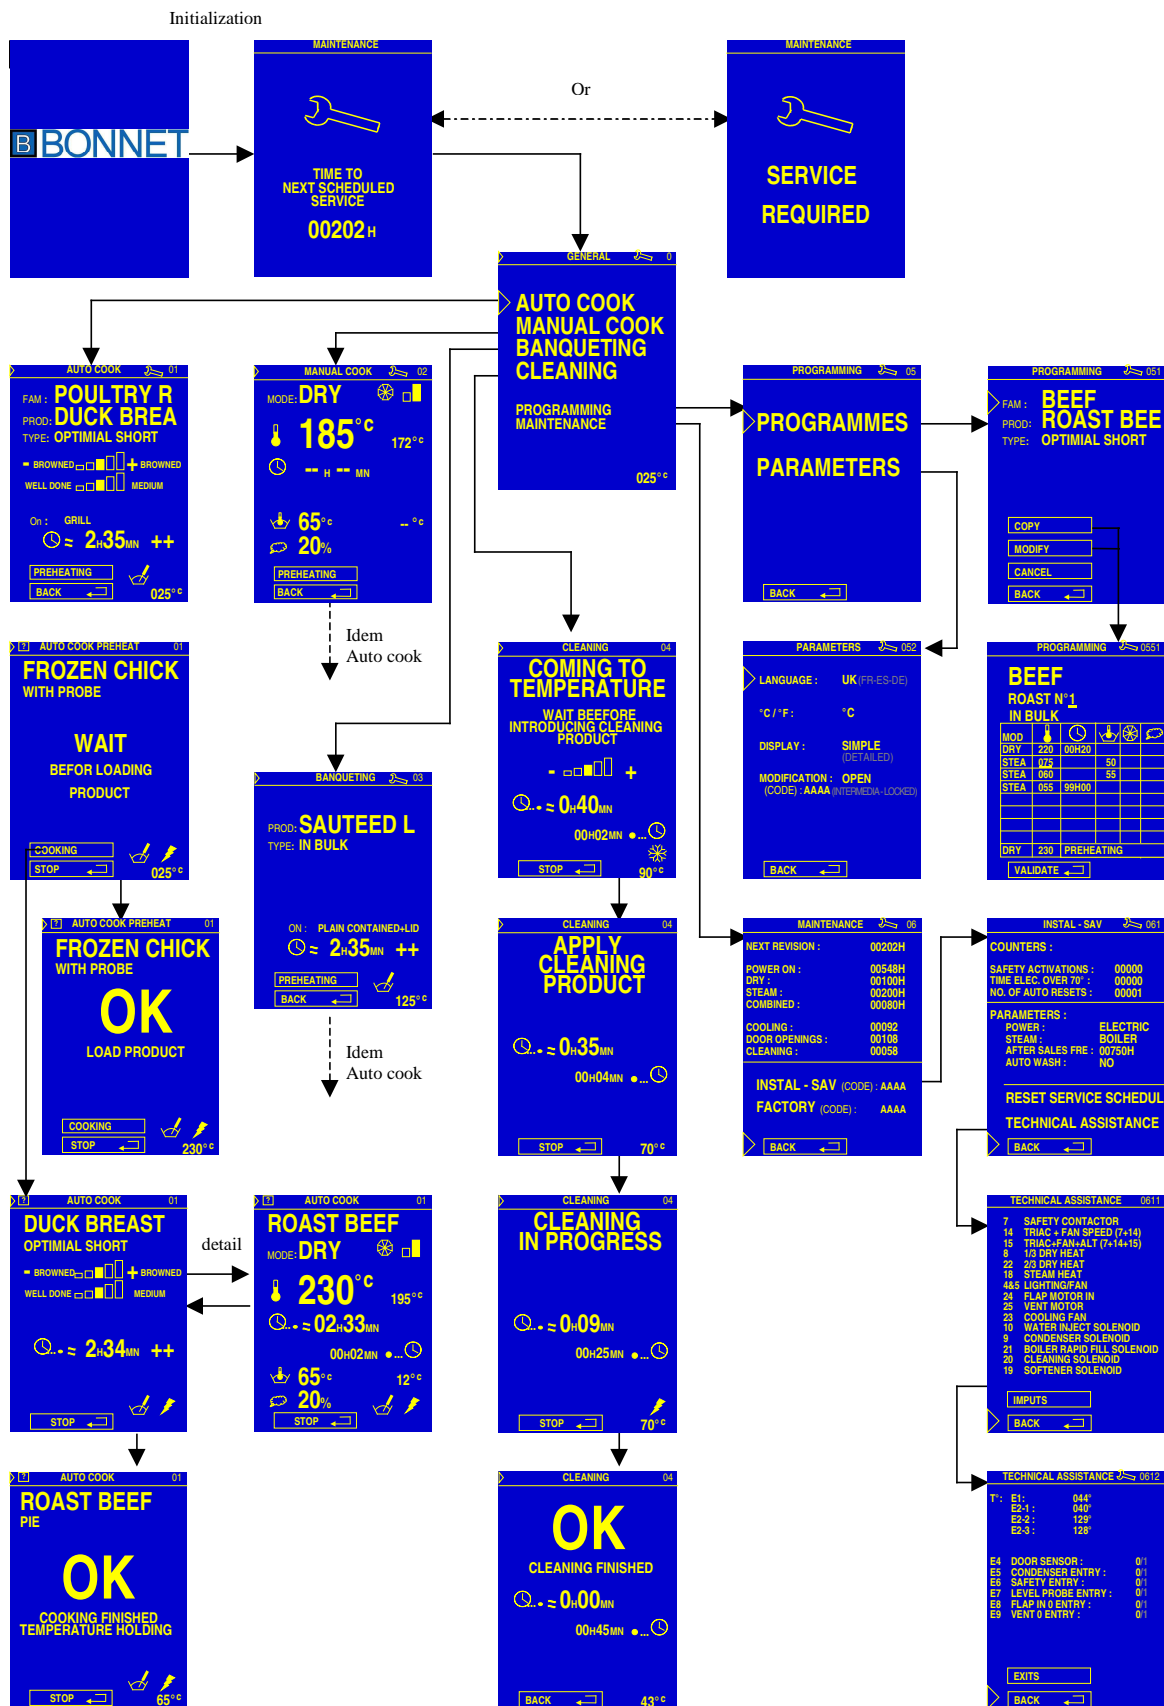 Initialization
B BONNET
MAINTENANCE
TIME TO
NEXT SCHEDULED
SERVICE
00202 H
Or
MAINTENANCE
SERVICE
REQUIRED
GENERAL 0
AUTO COOK
MANUAL COOK
BANQUETING
CLEANING
PROGRAMMING
MAINTENANCE
025°C
AUTO COOK 01
FAM : POULTRY R
PROD: DUCK BREA
TYPE: OPTIMIAL SHORT
- BROWNED + BROWNED
WELL DONE MEDIUM
On : GRILL
≈ 2H35MN ++
PREHEATING
BACK
025°C
MANUAL COOK 02
MODE: DRY
185°C
172°C
-- H -- MN
65°C -- °C
20%
PREHEATING
BACK
Idem
Auto cook
PROGRAMMING 05
PROGRAMMES
PARAMETERS
BACK
PROGRAMMING 051
FAM : BEEF
PROD: ROAST BEE
TYPE: OPTIMIAL SHORT
COPY
MODIFY
CANCEL
BACK
? AUTO COOK PREHEAT 01
FROZEN CHICK
WITH PROBE
WAIT
BEFOR LOADING
PRODUCT
COOKING
STOP
025°C
CLEANING 04
COMING TO
TEMPERATURE
WAIT BEEFORE
INTRODUCING CLEANING
PRODUCT
- +
... • ≈ 0H40MN
00H02MN •...
STOP
90°C
PARAMETERS 052
LANGUAGE : UK (FR-ES-DE)
°C / °F : °C
DISPLAY : SIMPLE
(DETAILED)
MODIFICATION : OPEN
(CODE) : AAAA (INTERMEDIA - LOCKED)
BACK
PROGRAMMING 0551
BEEF
ROAST N°1
IN BULK
MOD
DRY 220 00H20
STEA 075 50
STEA 060 55
STEA 055 99H00
DRY 230 PREHEATING
VALIDATE
BANQUETING 03
PROD: SAUTEED L
TYPE: IN BULK
ON : PLAIN CONTAINED+LID
≈ 2H35MN ++
PREHEATING
BACK
125°C
Idem
Auto cook
? AUTO COOK PREHEAT 01
FROZEN CHICK
WITH PROBE
OK
LOAD PRODUCT
COOKING
STOP
230°C
CLEANING 04
APPLY
CLEANING
PRODUCT
... • ≈ 0H35MN
00H04MN •...
STOP
70°C
MAINTENANCE 06
NEXT REVISION : 00202H
POWER ON : 00548H
DRY : 00100H
STEAM : 00200H
COMBINED : 00080H
COOLING : 00092
DOOR OPENINGS : 00108
CLEANING : 00058
INSTAL - SAV (CODE) : AAAA
FACTORY (CODE) : AAAA
BACK
INSTAL - SAV 061
COUNTERS :
SAFETY ACTIVATIONS : 00000
TIME ELEC. OVER 70° : 00000
NO. OF AUTO RESETS : 00001
PARAMETERS :
POWER : ELECTRIC
STEAM : BOILER
AFTER SALES FRE : 00750H
AUTO WASH : NO
RESET SERVICE SCHEDUL
TECHNICAL ASSISTANCE
BACK
? AUTO COOK 01
DUCK BREAST
OPTIMIAL SHORT
- BROWNED + BROWNED
WELL DONE MEDIUM
... • ≈ 2H34MN ++
STOP
detail
? AUTO COOK 01
ROAST BEEF
MODE: DRY
230°C
195°C
... • ≈ 02H33MN
00H02MN •...
65°C 12°C
20%
STOP
CLEANING 04
CLEANING
IN PROGRESS
... • ≈ 0H09MN
00H25MN •...
STOP
70°C
TECHNICAL ASSISTANCE 0611
7 SAFETY CONTACTOR
14 TRIAC + FAN SPEED (7+14)
15 TRIAC+FAN+ALT (7+14+15)
8 1/3 DRY HEAT
22 2/3 DRY HEAT
18 STEAM HEAT
4&5 LIGHTING/FAN
24 FLAP MOTOR IN
25 VENT MOTOR
23 COOLING FAN
10 WATER INJECT SOLENOID
9 CONDENSER SOLENOID
21 BOILER RAPID FILL SOLENOID
20 CLEANING SOLENOID
19 SOFTENER SOLENOID
IMPUTS
BACK
? AUTO COOK 01
ROAST BEEF
PIE
OK
COOKING FINISHED
TEMPERATURE HOLDING
STOP
65°C
CLEANING 04
OK
CLEANING FINISHED
... • ≈ 0H00MN
00H45MN •...
BACK
43°C
TECHNICAL ASSISTANCE 0612
T°: E1: 044°
E2-1 : 040°
E2-2 : 129°
E2-3 : 128°
E4 DOOR SENSOR : 0/1
E5 CONDENSER ENTRY : 0/1
E6 SAFETY ENTRY : 0/1
E7 LEVEL PROBE ENTRY : 0/1
E8 FLAP IN 0 ENTRY : 0/1
E9 VENT 0 ENTRY : 0/1
EXITS
BACK